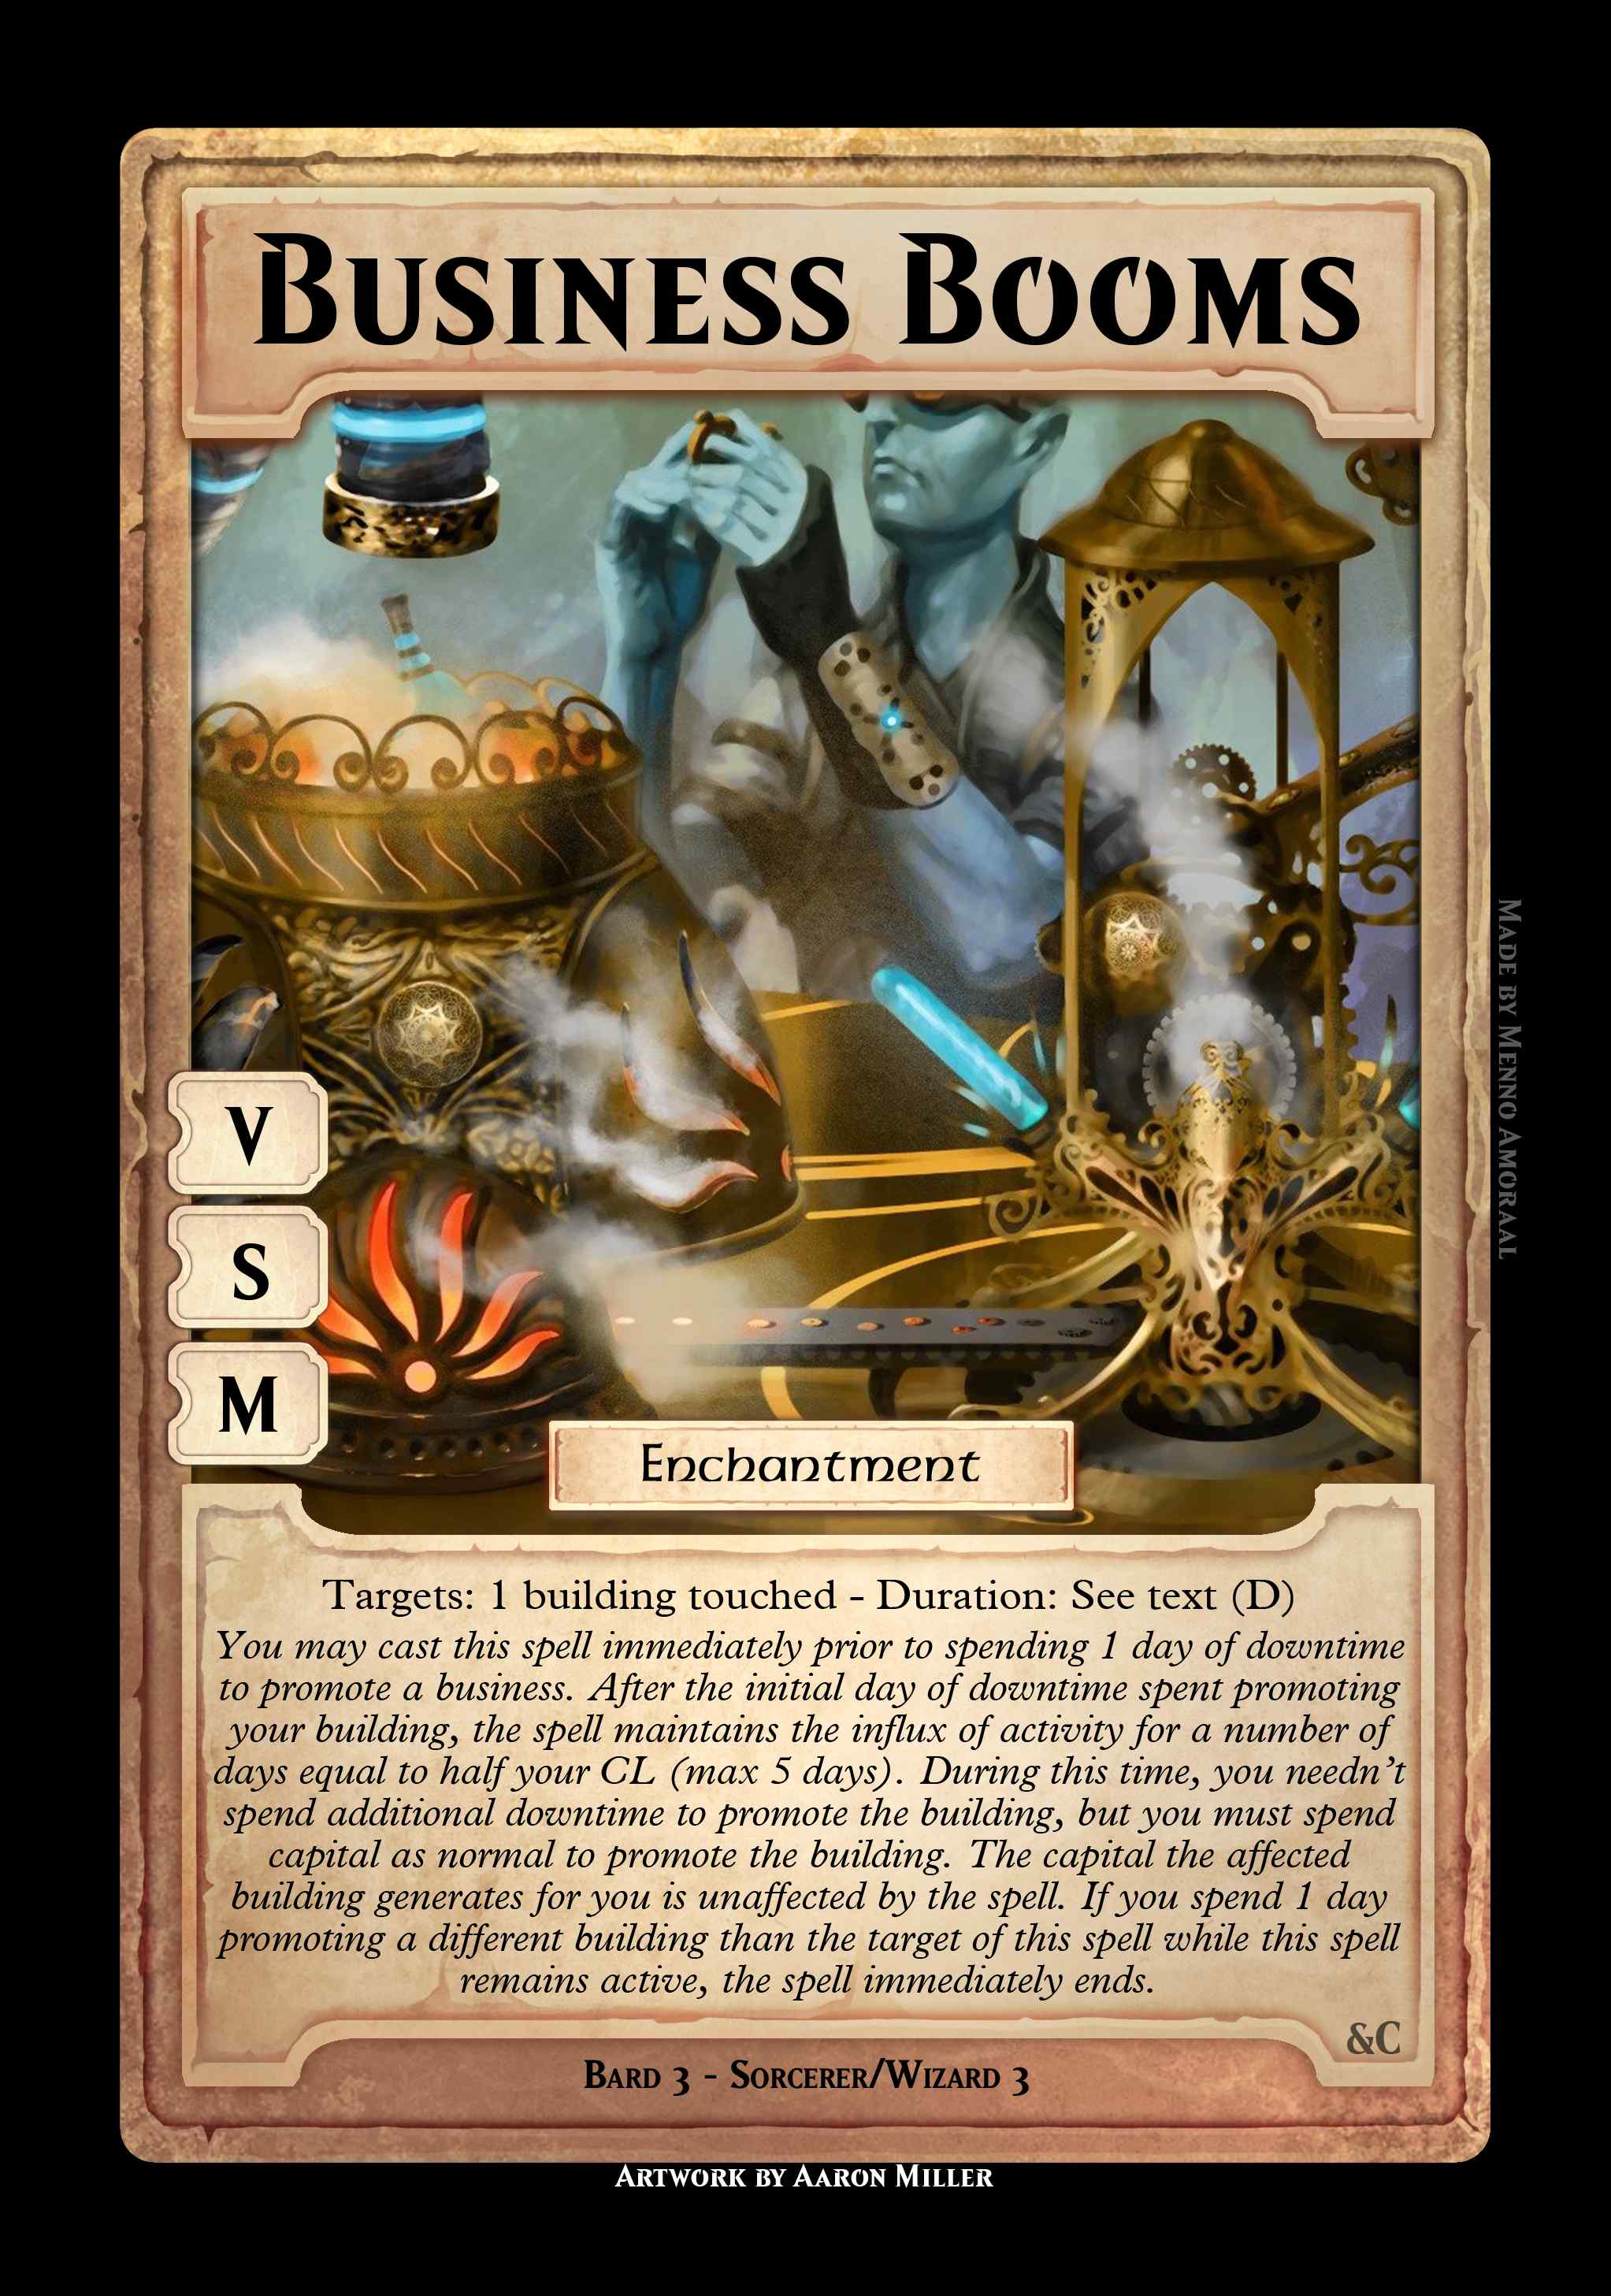 Business Booms
V
S
M
Enchantment
Targets: 1 building touched - Duration: See text (D)
You may cast this spell immediately prior to spending 1 day of downtime
to promote a business. After the initial day of downtime spent promoting
your building, the spell maintains the influx of activity for a number of
days equal to half your CL (max 5 days). During this time, you needn't
spend additional downtime to promote the building, but you must spend
capital as normal to promote the building. The capital the affected
building generates for you is unaffected by the spell. If you spend 1 day
promoting a different building than the target of this spell while this spell
remains active, the spell immediately ends.
&C
Bard 3 - Sorcerer/Wizard 3
Artwork by Aaron Miller
Made by Menno Amoraal